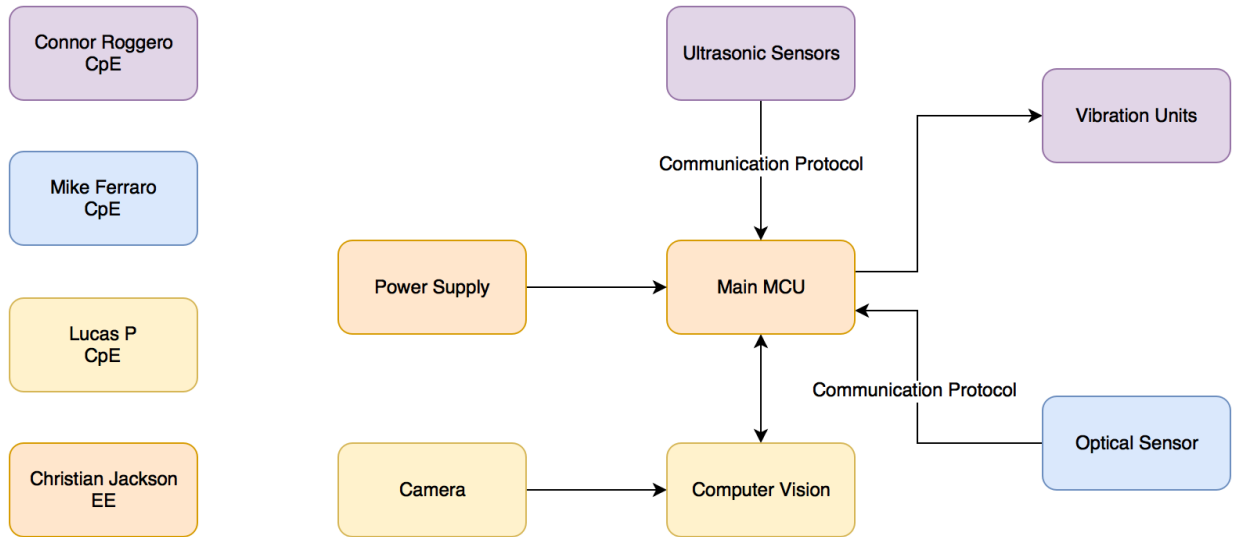 Connor Roggero
CpE
Mike Ferraro
CpE
Lucas P
CpE
Christian Jackson
EE
Ultrasonic Sensors
Vibration Units
Communication Protocol
Power Supply
Main MCU
Communication Protocol
Optical Sensor
Camera
Computer Vision